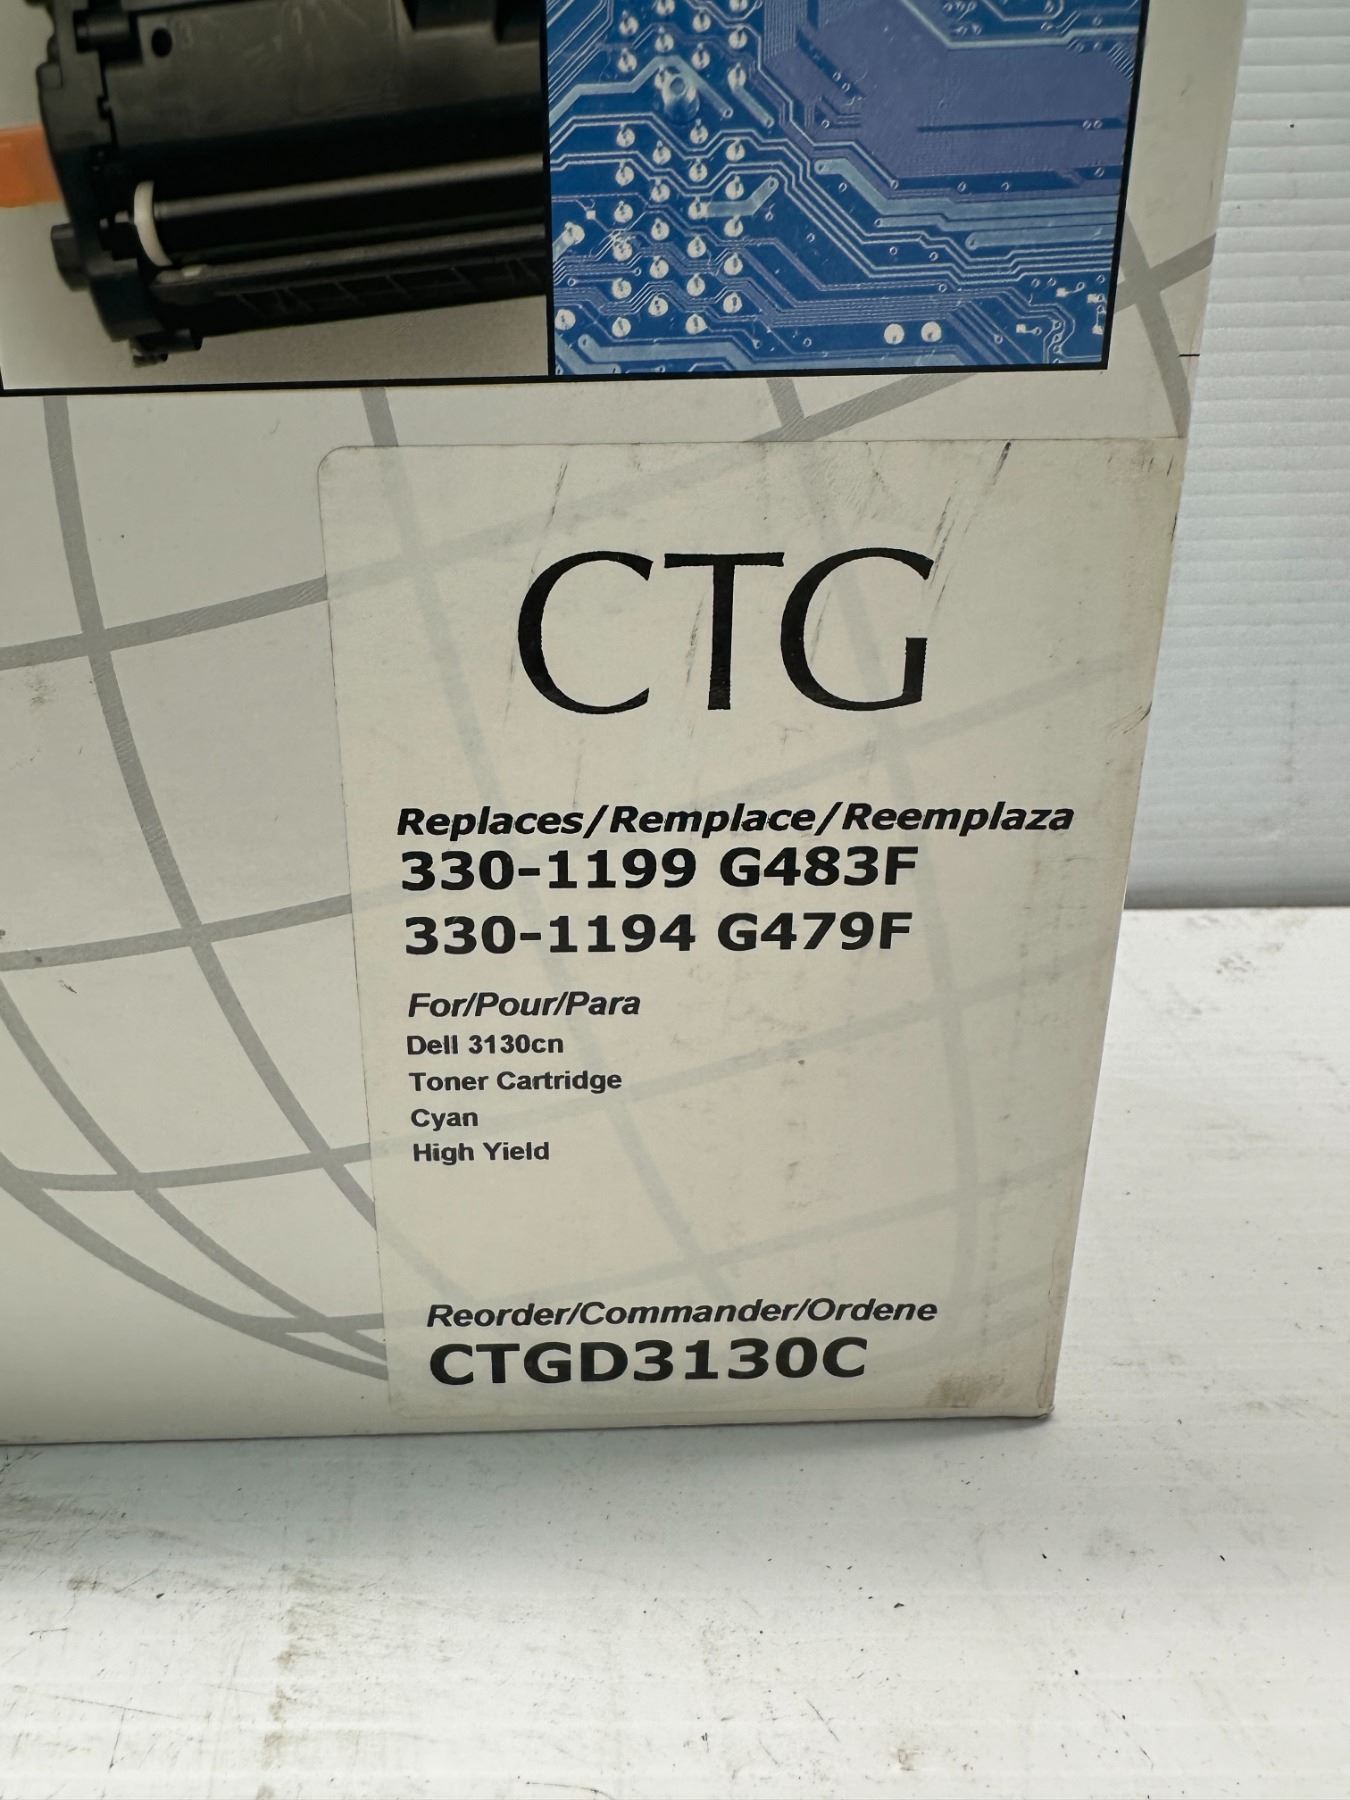 CTG
Replaces/Remplace/Reemplaza
330-1199 G483F
330-1194 G479F
For/Pour/Para
Dell 3130cn
Toner Cartridge
Cyan
High Yield
Reorder/Commander/Ordene
CTGD3130C